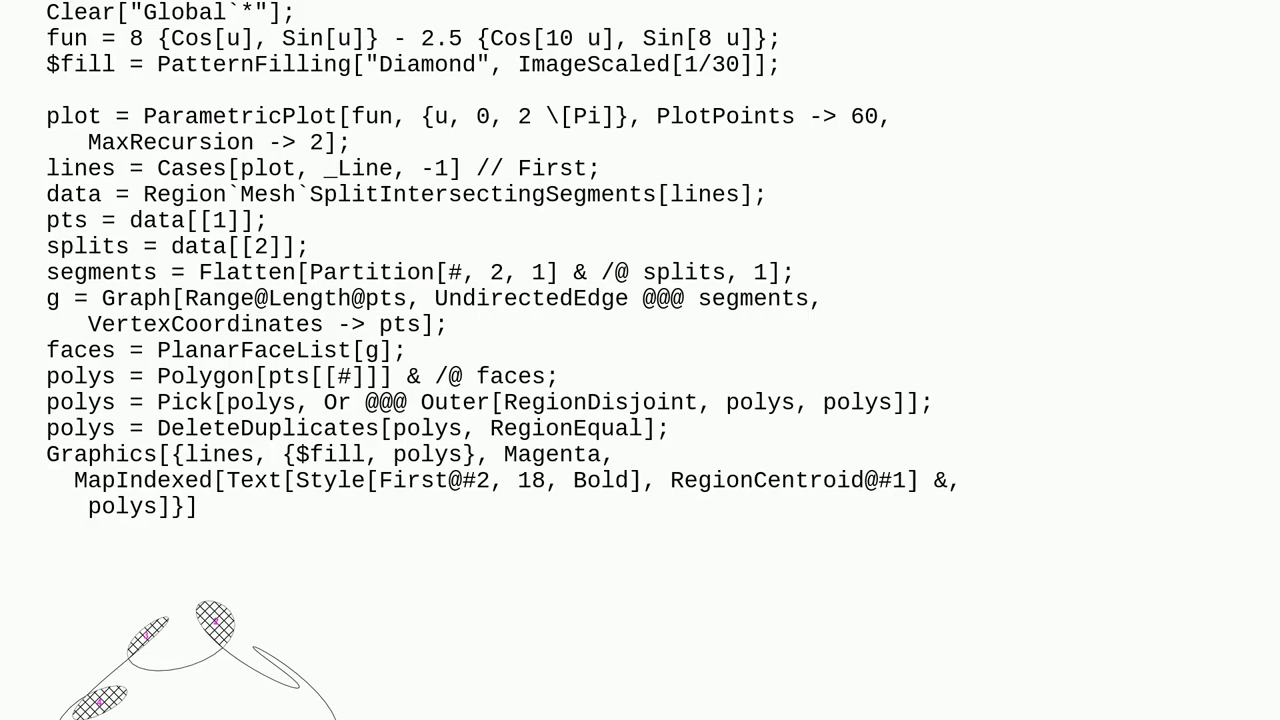 Clear["Global`*"];
fun = 8 {Cos[u], Sin[u]} - 2.5 {Cos[10 u], Sin[8 u]};
$fill = PatternFilling["Diamond", ImageScaled[1/30]];
plot = ParametricPlot[fun, {u, 0, 2 \[Pi]}, PlotPoints -> 60,
MaxRecursion -> 2];
lines = Cases[plot, _Line, -1] // First;
data = Region`Mesh`SplitIntersectingSegments[lines];
pts = data[[1]];
splits = data[[2]];
segments = Flatten[Partition[#, 2, 1] & /@ splits, 1];
g = Graph[Range@Length@pts, UndirectedEdge @@@ segments,
VertexCoordinates -> pts];
faces = PlanarFaceList[g];
polys = Polygon[pts[[#]]] & /@ faces;
polys = Pick[polys, Or @@@ Outer[RegionDisjoint, polys, polys]];
polys = DeleteDuplicates[polys, RegionEqual];
Graphics[{lines, {$fill, polys}, Magenta,
MapIndexed[Text[Style[First@#2, 18, Bold], RegionCentroid@#1] &,
polys]}]